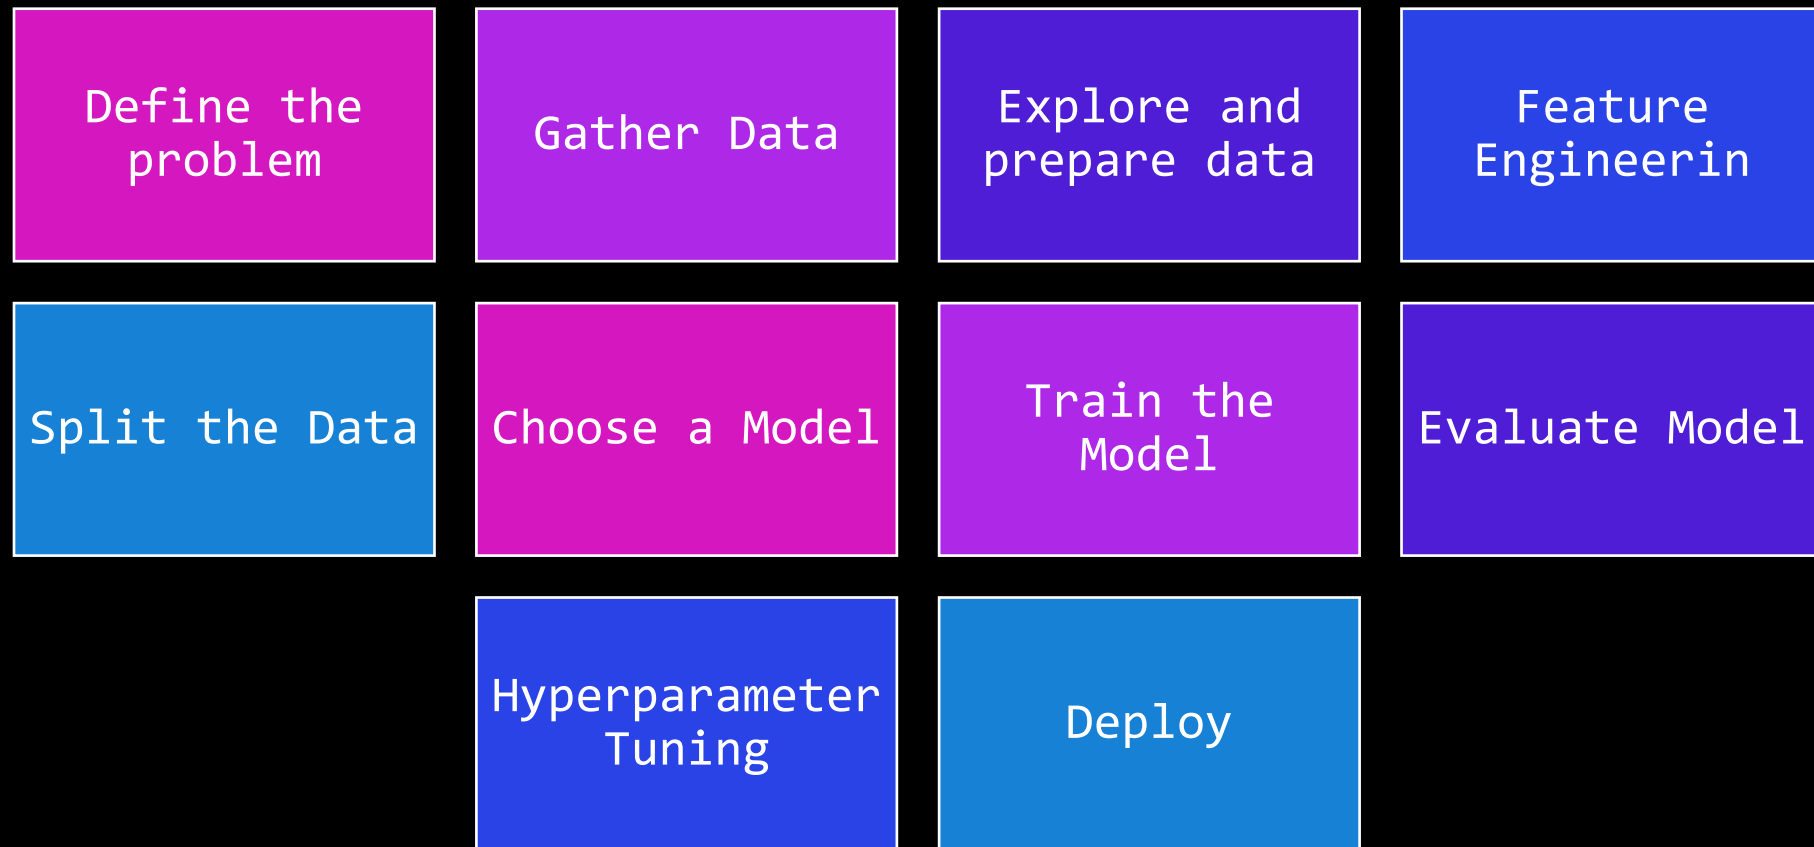 Define the
problem
Gather Data
Explore and
prepare data
Feature
Engineerin
Split the Data
Choose a Model
Train the
Model
Evaluate Model
Hyperparameter
Tuning
Deploy